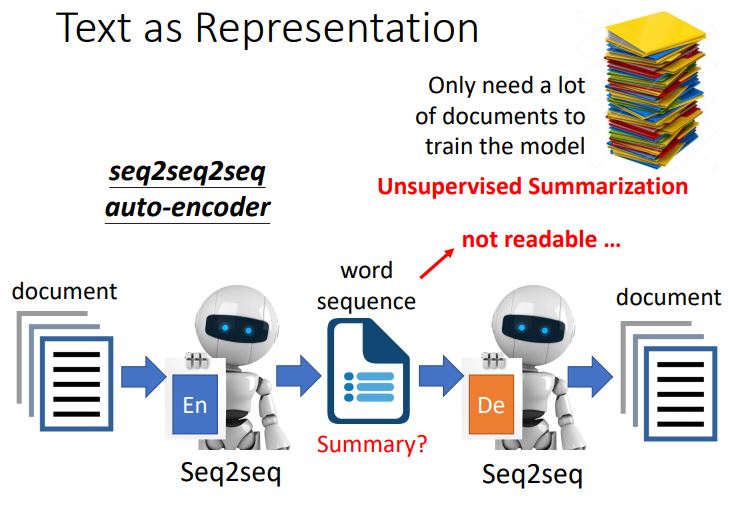 Text as Representation
Only need a lot
of documents to
train the model
seq2seq2seq
auto-encoder
Unsupervised Summarization
not readable …
word
sequence
document
document
En
De
Summary?
Seq2seq
Seq2seq